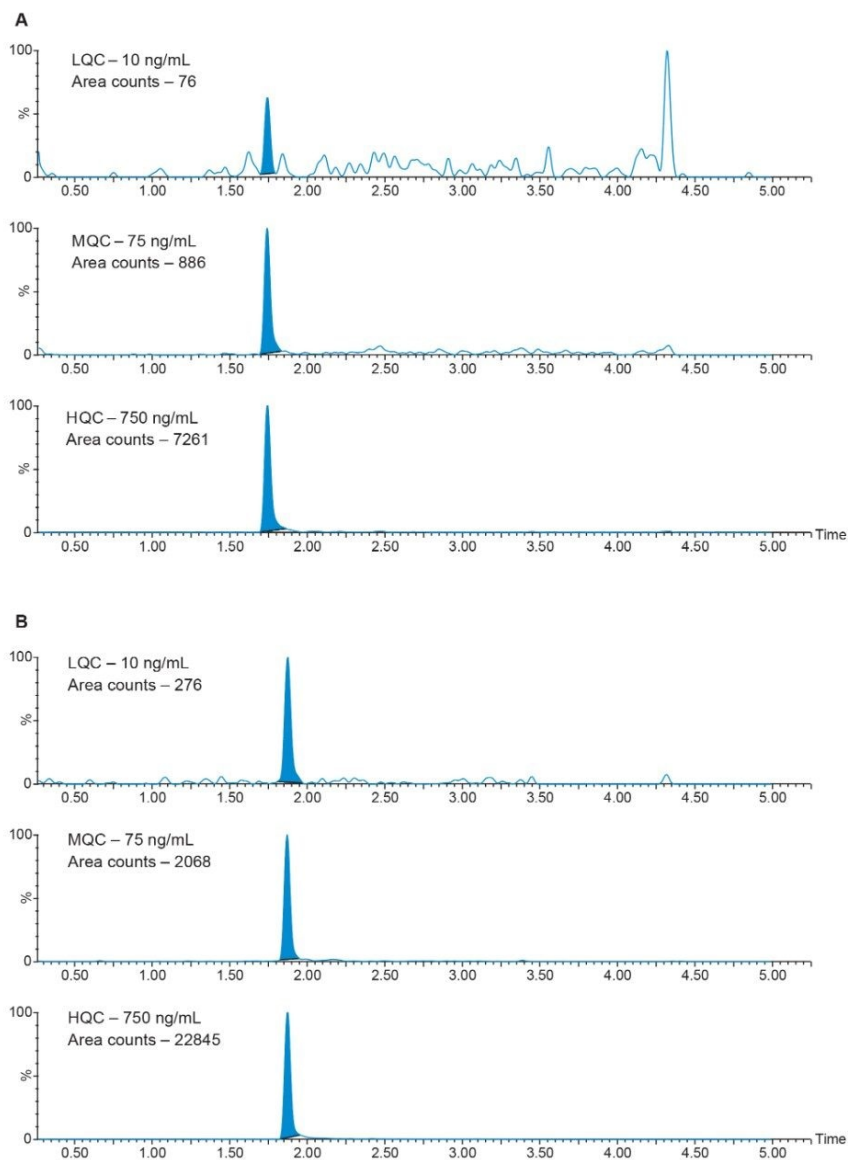 A
100
LQC – 10 ng/mL
Area counts – 76
%
0
0.50 1.00 1.50 2.00 2.50 3.00 3.50 4.00 4.50 5.00
100
MQC – 75 ng/mL
Area counts – 886
%
0
0.50 1.00 1.50 2.00 2.50 3.00 3.50 4.00 4.50 5.00
100
HQC – 750 ng/mL
Area counts – 7261
%
0
0.50 1.00 1.50 2.00 2.50 3.00 3.50 4.00 4.50 5.00 Time
B
100
LQC – 10 ng/mL
Area counts – 276
%
0
0.50 1.00 1.50 2.00 2.50 3.00 3.50 4.00 4.50 5.00
100
MQC – 75 ng/mL
Area counts – 2068
%
0
0.50 1.00 1.50 2.00 2.50 3.00 3.50 4.00 4.50 5.00
100
HQC – 750 ng/mL
Area counts – 22845
%
0
0.50 1.00 1.50 2.00 2.50 3.00 3.50 4.00 4.50 5.00 Time